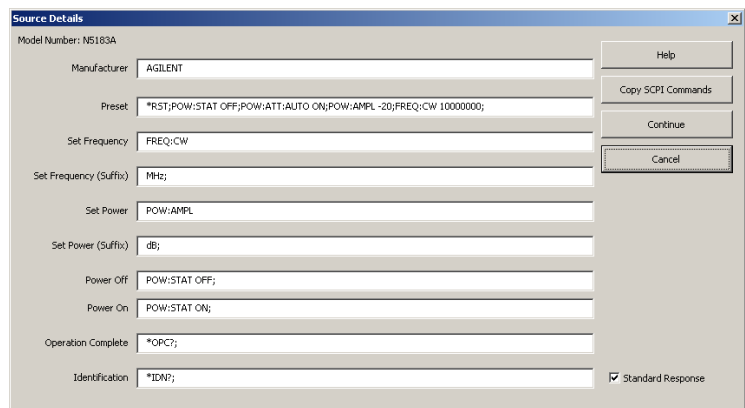 Source Details
Model Number: N5183A
Manufacturer AGILENT
Preset *RST;POW:STAT OFF;POW:ATT:AUTO ON;POW:AMPL -20;FREQ:CW 10000000;
Set Frequency FREQ:CW
Set Frequency (Suffix) MHz;
Set Power POW:AMPL
Set Power (Suffix) dB;
Power Off POW:STAT OFF;
Power On POW:STAT ON;
Operation Complete *OPC?;
Identification *IDN?;
Help
Copy SCPI Commands
Continue
Cancel
Standard Response